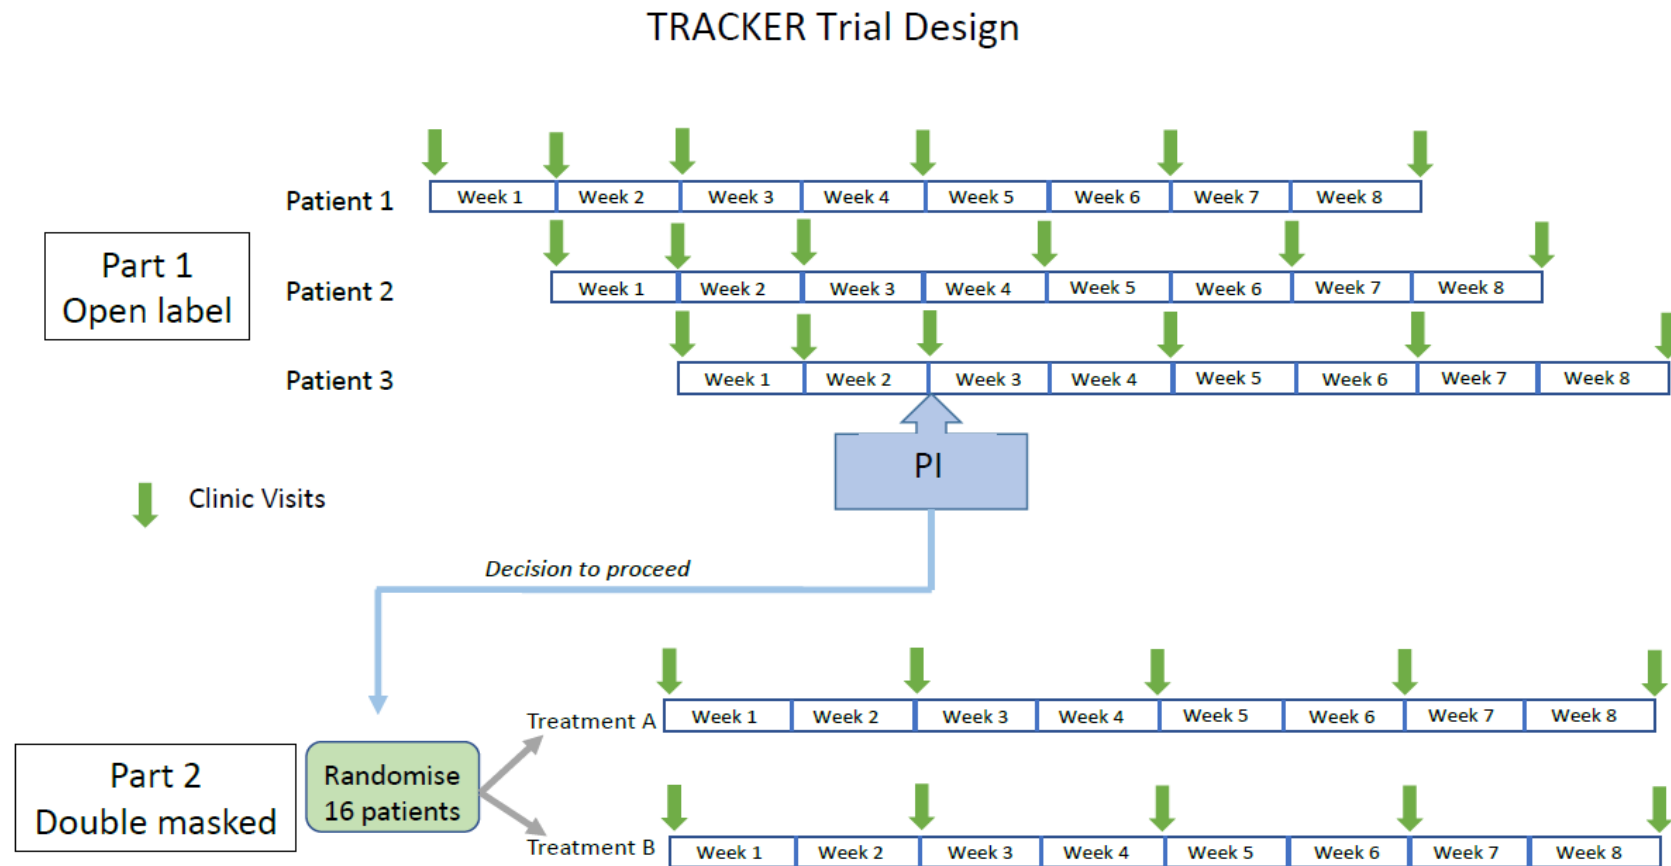 TRACKER Trial Design
Patient 1
Week 1 Week 2 Week 3 Week 4 Week 5 Week 6 Week 7 Week 8
Part 1
Open label
Patient 2
Week 1 Week 2 Week 3 Week 4 Week 5 Week 6 Week 7 Week 8
Patient 3
Week 1 Week 2 Week 3 Week 4 Week 5 Week 6 Week 7 Week 8
PI
Clinic Visits
Decision to proceed
Part 2
Double masked
Randomise
16 patients
Treatment A
Week 1 Week 2 Week 3 Week 4 Week 5 Week 6 Week 7 Week 8
Treatment B
Week 1 Week 2 Week 3 Week 4 Week 5 Week 6 Week 7 Week 8